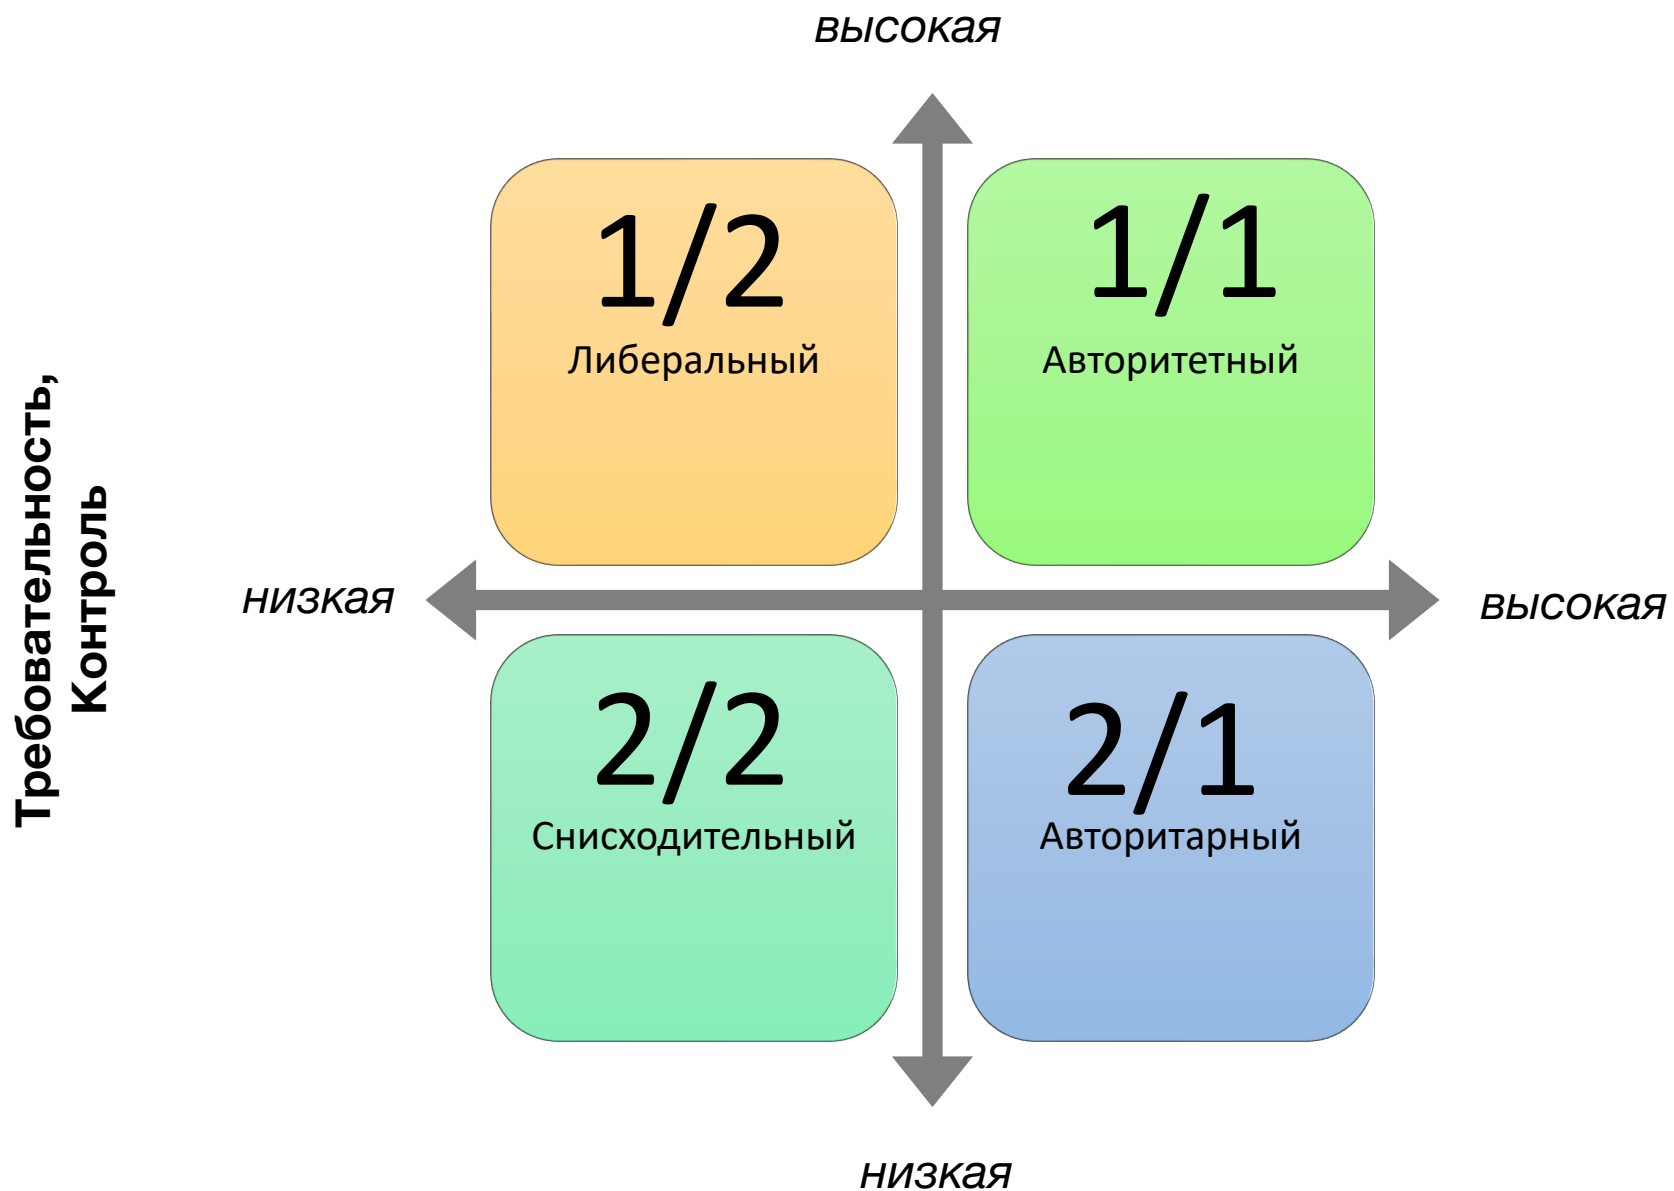 высокая
1/2
Либеральный
1/1
Авторитетный
Требовательность,
Контроль
низкая
высокая
2/2
Снисходительный
2/1
Авторитарный
низкая